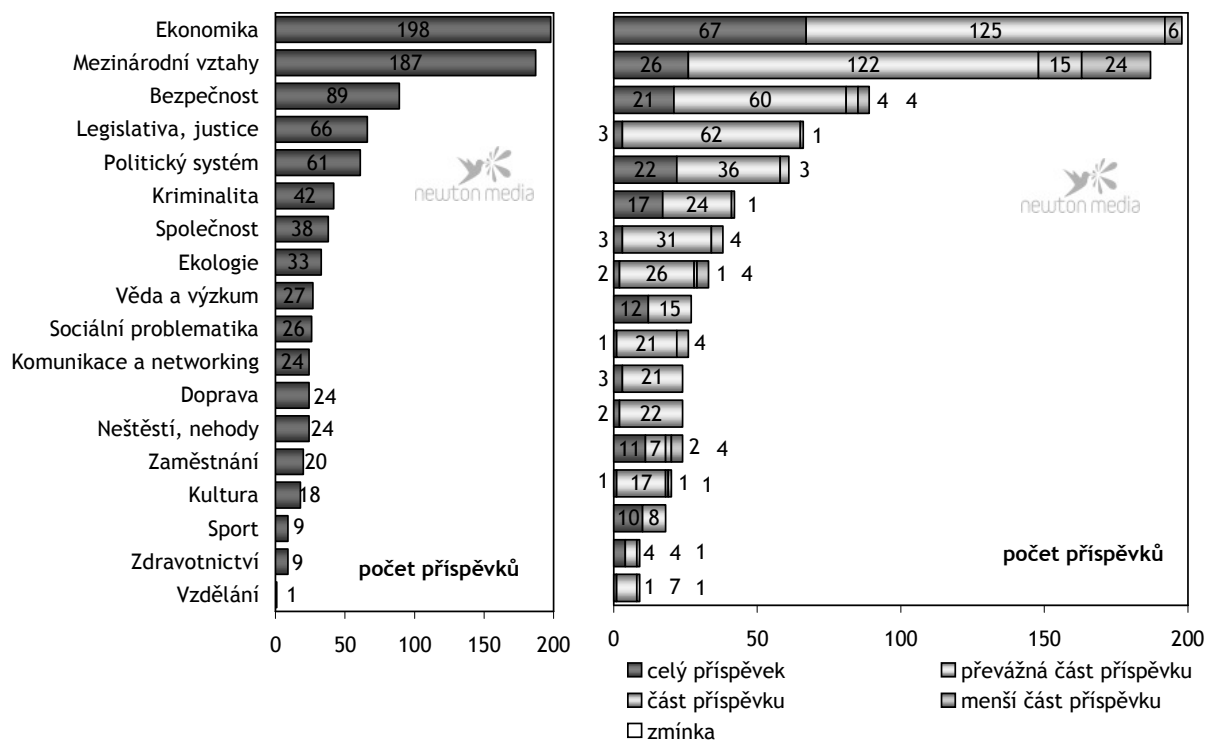 Ekonomika 198 67 125 6
Mezinárodní vztahy 187 26 122 15 24
Bezpečnost 89 21 60 4 4
Legislativa, justice 66 3 62 1
Politický systém 61 22 36 3
Kriminalita 42 17 24 1
Společnost 38 3 31 4
Ekologie 33 2 26 1 4
Věda a výzkum 27 12 15
Sociální problematika 26 1 21 4
Komunikace a networking 24 3 21
Doprava 24 2 22
Neštěstí, nehody 24 11 7 2 4
Zaměstnání 20 1 17 1 1
Kultura 18 10 8
Sport 9 4 4 1
Zdravotnictví 9 1 7 1
Vzdělání 1
newton media
newton media
počet příspěvků
počet příspěvků
0 50 100 150 200
0 50 100 150 200
celý příspěvek
převážná část příspěvku
část příspěvku
menší část příspěvku
zmínka